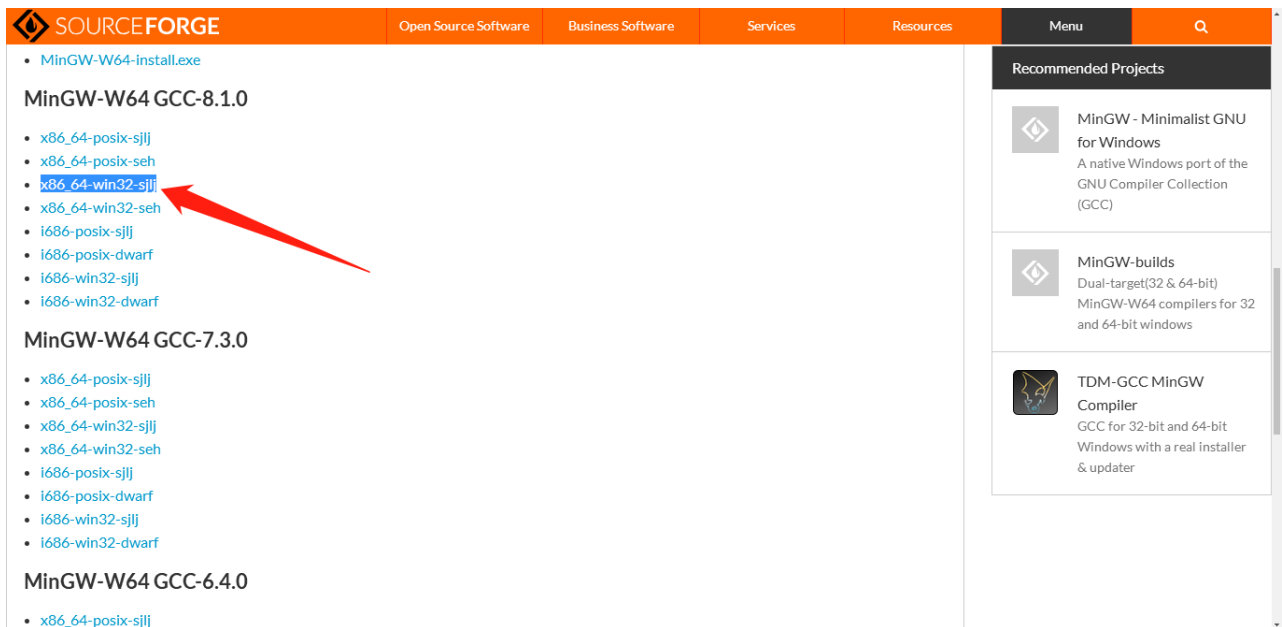 SOURCEFORGE
Open Source Software
Business Software
Services
Resources
Menu
MinGW-W64-install.exe
MinGW-W64 GCC-8.1.0
x86_64-posix-sjlj
x86_64-posix-seh
x86_64-win32-sjlj
x86_64-win32-seh
i686-posix-sjlj
i686-posix-dwarf
i686-win32-sjlj
i686-win32-dwarf
MinGW-W64 GCC-7.3.0
x86_64-posix-sjlj
x86_64-posix-seh
x86_64-win32-sjlj
x86_64-win32-seh
i686-posix-sjlj
i686-posix-dwarf
i686-win32-sjlj
i686-win32-dwarf
MinGW-W64 GCC-6.4.0
x86_64-posix-sjlj
Recommended Projects
MinGW - Minimalist GNU
for Windows
A native Windows port of the
GNU Compiler Collection
(GCC)
MinGW-builds
Dual-target(32 & 64-bit)
MinGW-W64 compilers for 32
and 64-bit windows
TDM-GCC MinGW
Compiler
GCC for 32-bit and 64-bit
Windows with a real installer
& updater